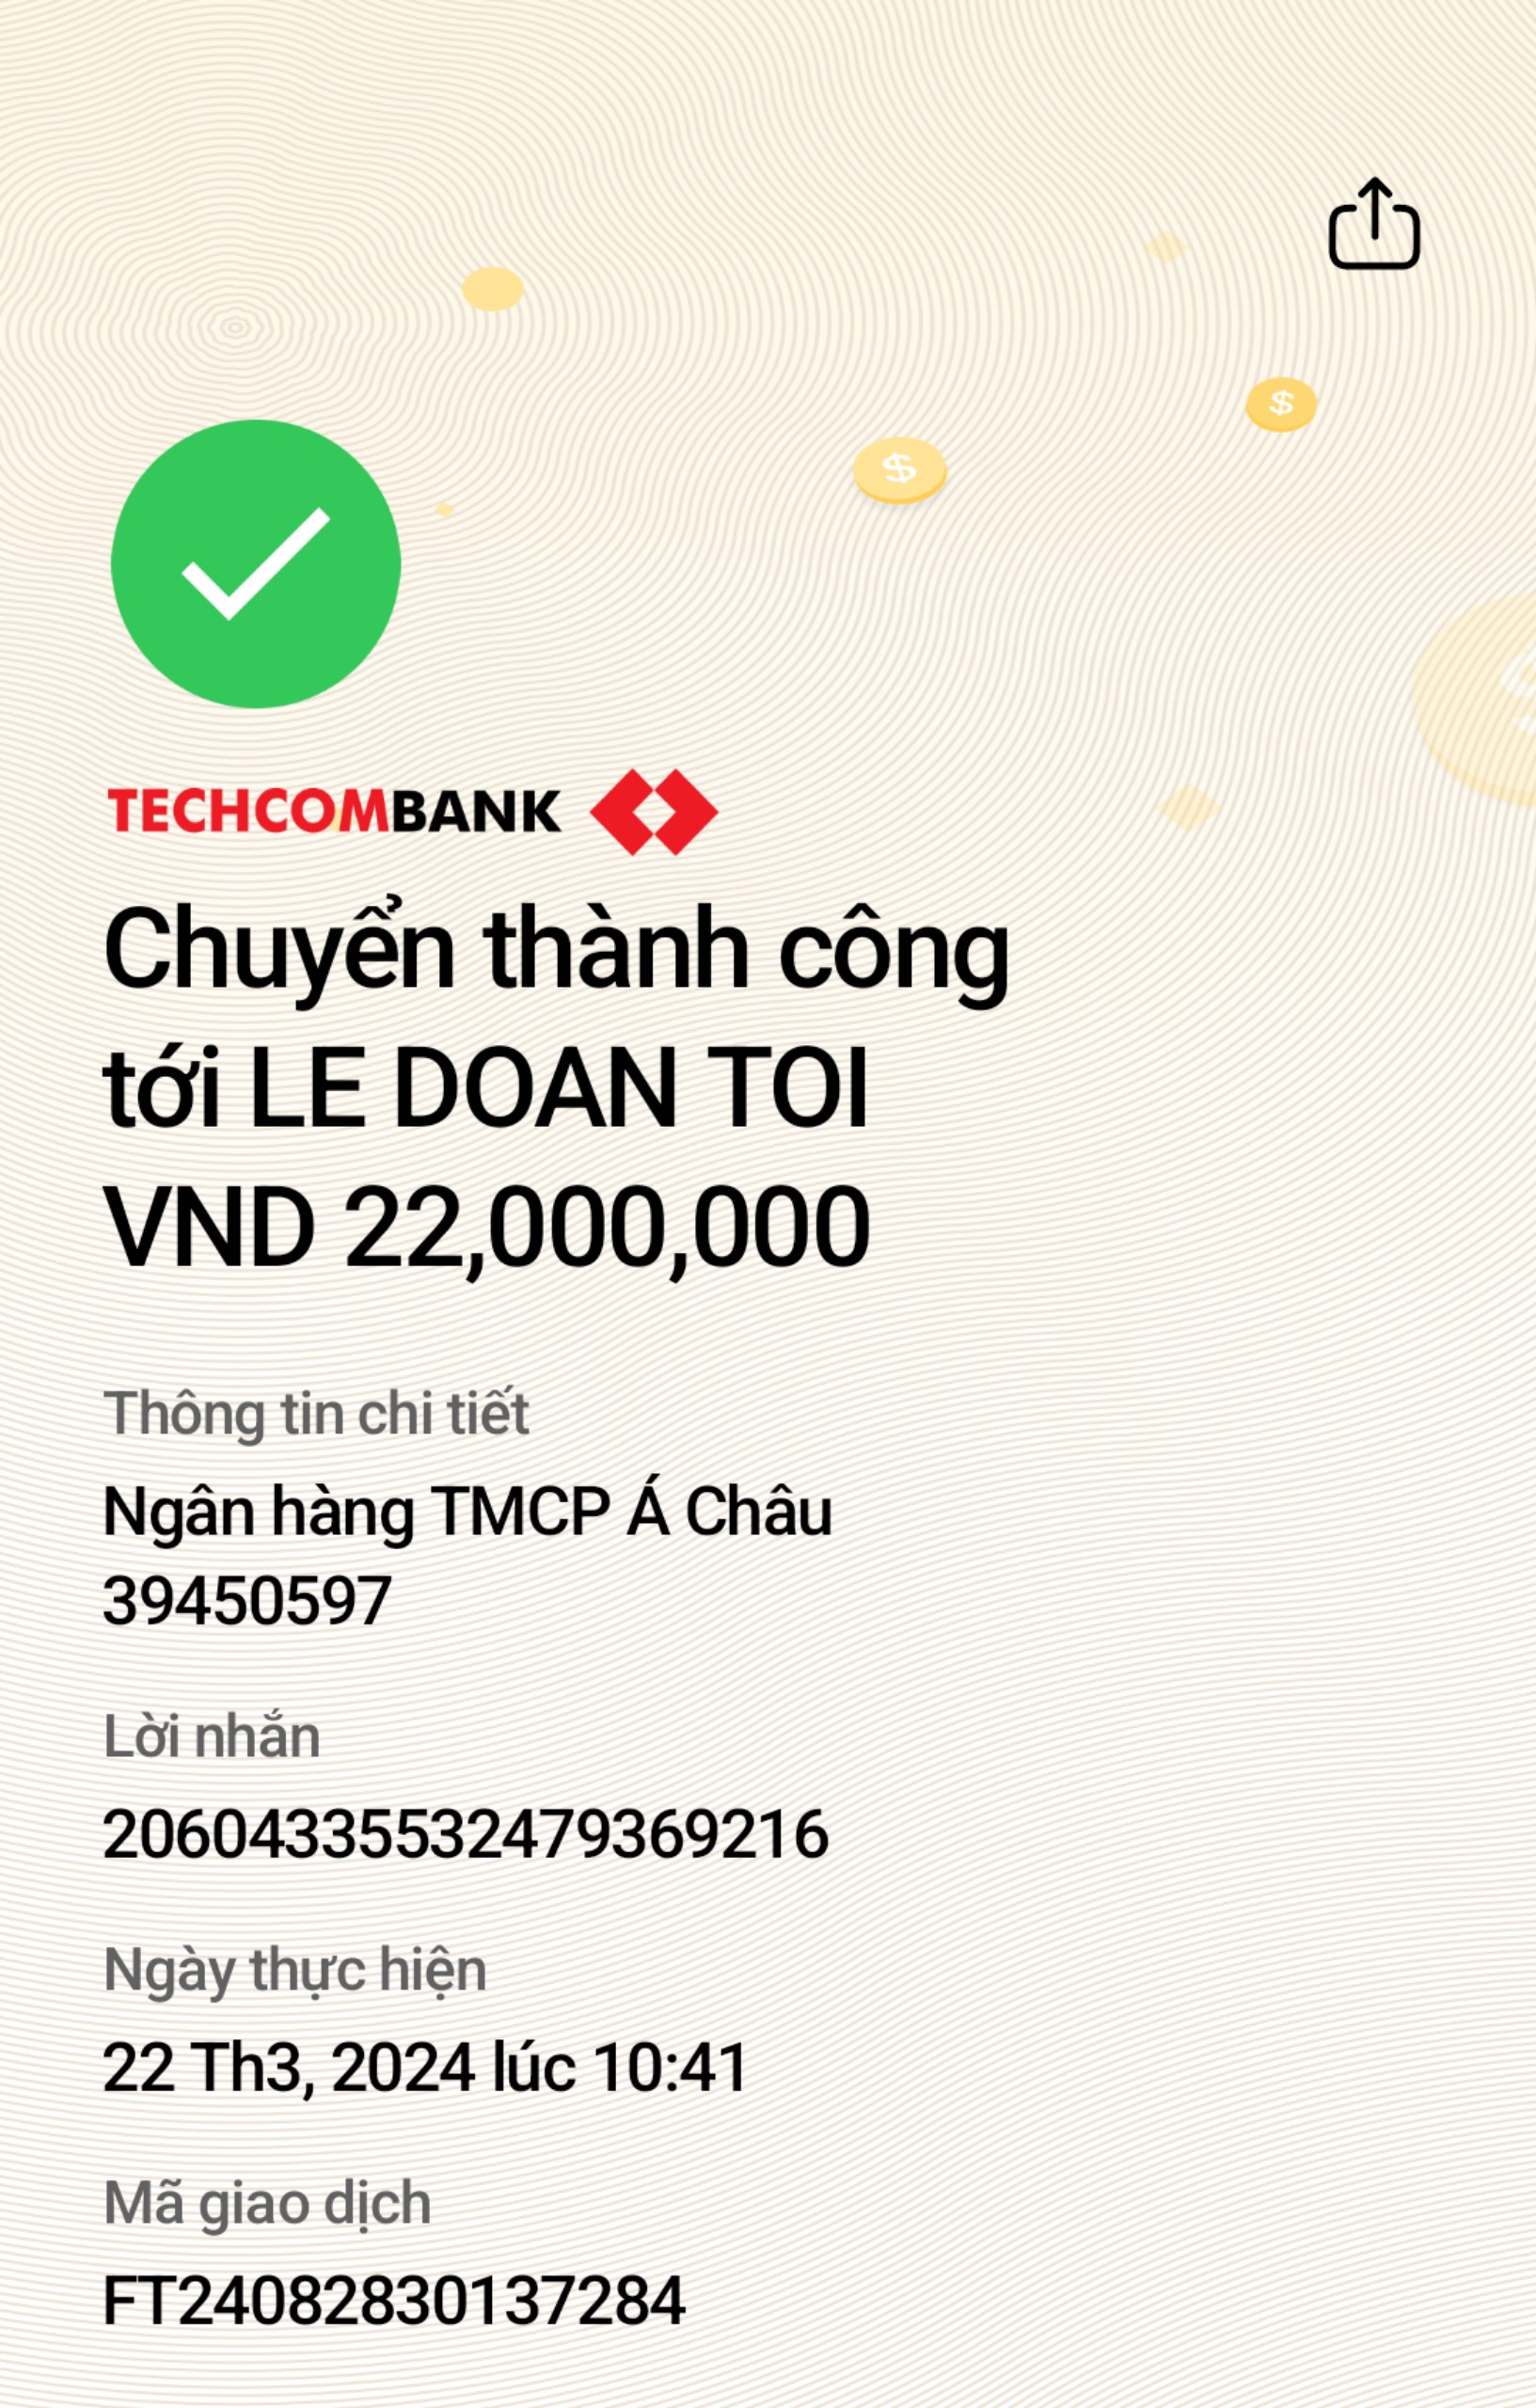 TECHCOMBANK
Chuyển thành công
tới LE DOAN TOI
VND 22,000,000
Thông tin chi tiết
Ngân hàng TMCP Á Châu
39450597
Lời nhắn
20604335532479369216
Ngày thực hiện
22 Th3, 2024 lúc 10:41
Mã giao dịch
FT24082830137284